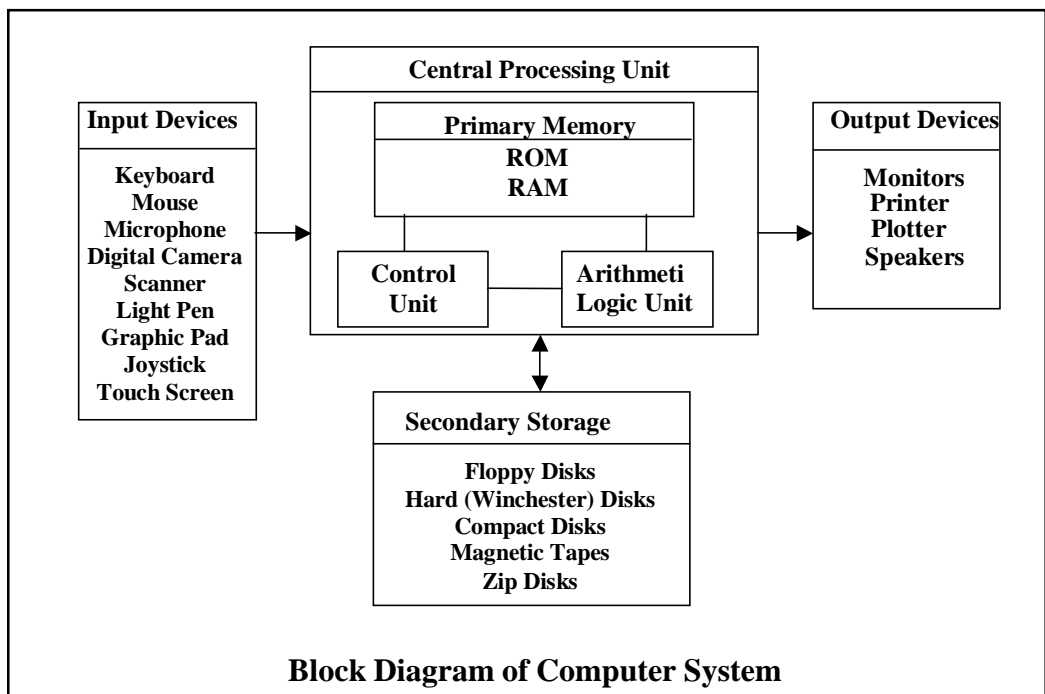 Central Processing Unit
Input Devices
Keyboard
Mouse
Microphone
Digital Camera
Scanner
Light Pen
Graphic Pad
Joystick
Touch Screen
Primary Memory
ROM
RAM
Control
Unit
Arithmeti
Logic Unit
Output Devices
Monitors
Printer
Plotter
Speakers
Secondary Storage
Floppy Disks
Hard (Winchester) Disks
Compact Disks
Magnetic Tapes
Zip Disks
Block Diagram of Computer System